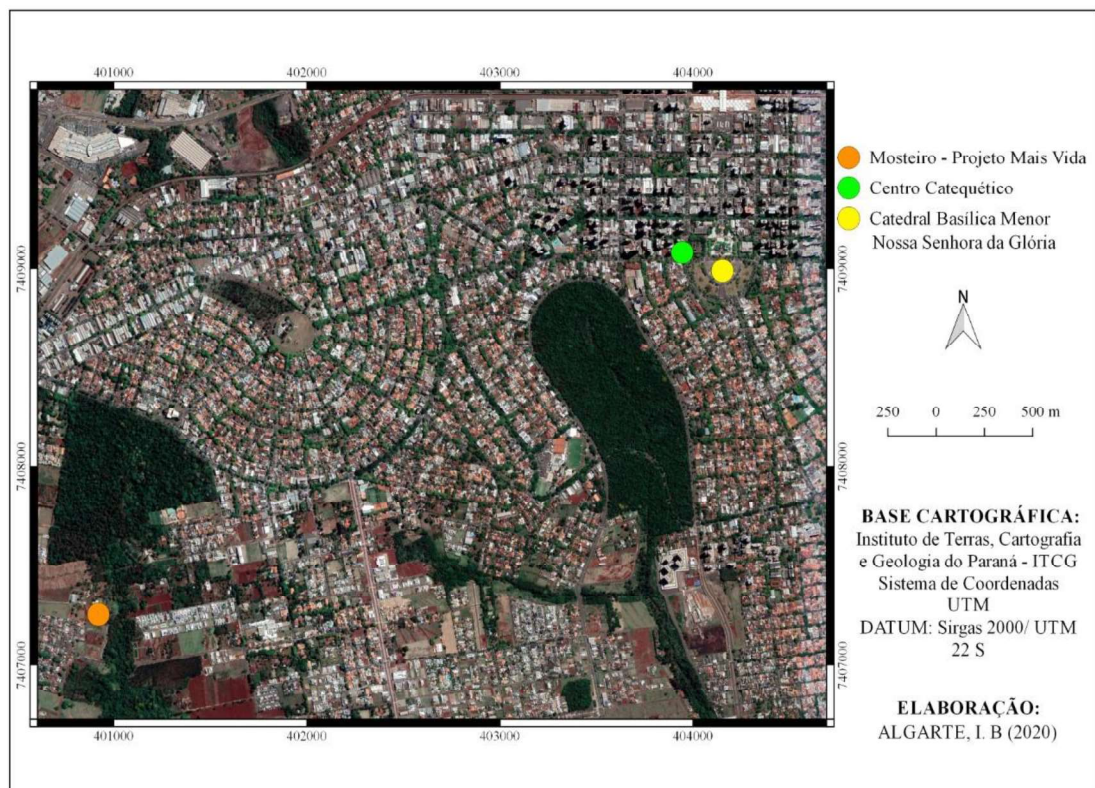 401000 402000 403000 404000
7409000 7409000
7408000 7408000
7407000 7407000
401000 402000 403000 404000
Mosteiro - Projeto Mais Vida
Centro Catequético
Catedral Basílica Menor
Nossa Senhora da Glória
N
250 0 250 500 m
BASE CARTOGRÁFICA:
Instituto de Terras, Cartografia
e Geologia do Paraná - ITCG
Sistema de Coordenadas
UTM
DATUM: Sirgas 2000/ UTM
22 S
ELABORAÇÃO:
ALGARTE, I. B (2020)